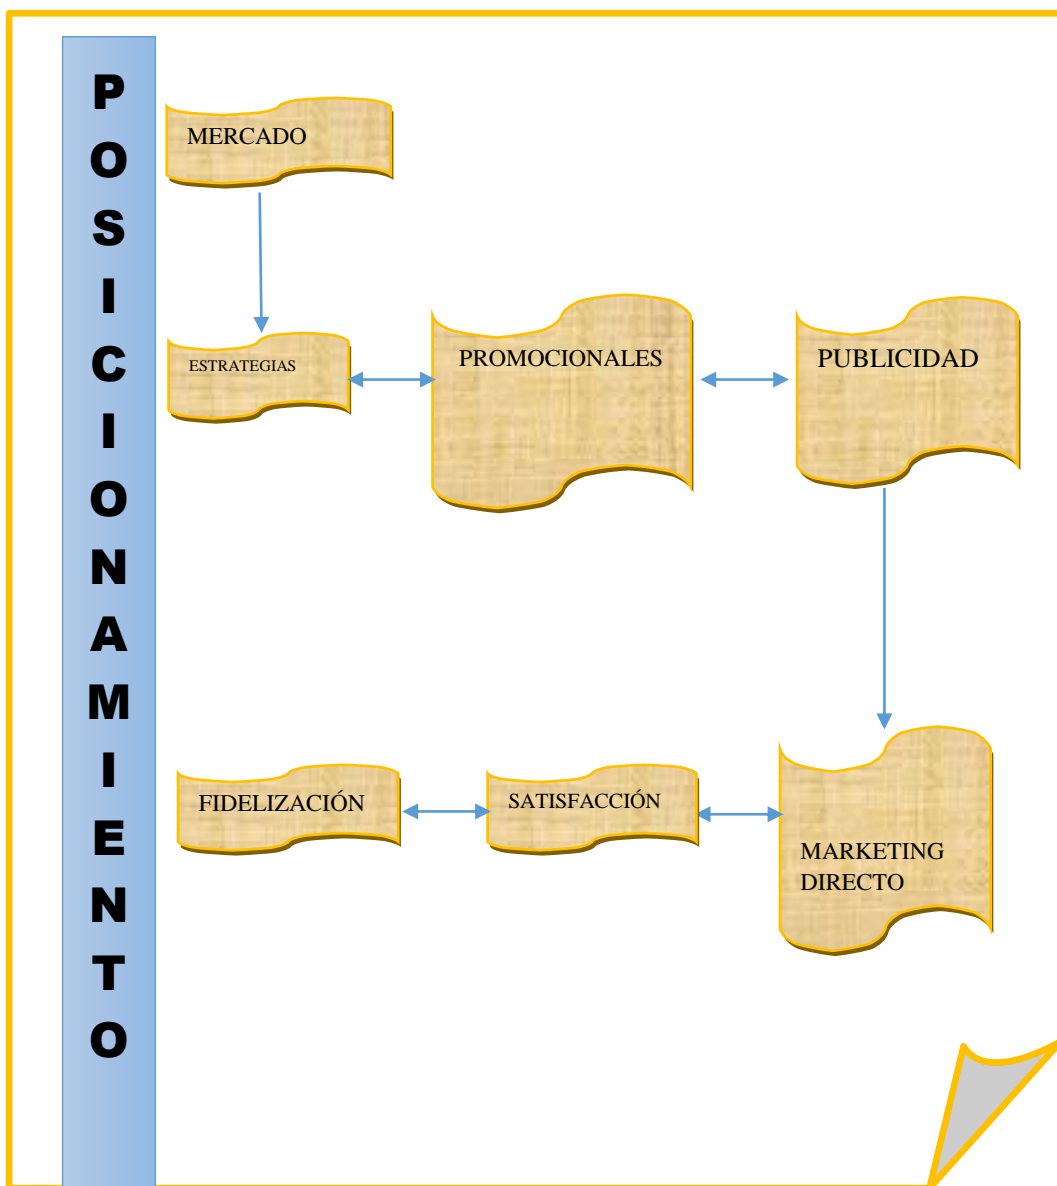 POSICIONAMIENTO
MERCADO
ESTRATEGIAS
PROMOCIONALES
PUBLICIDAD
FIDELIZACIÓN
SATISFACCIÓN
MARKETING
DIRECTO